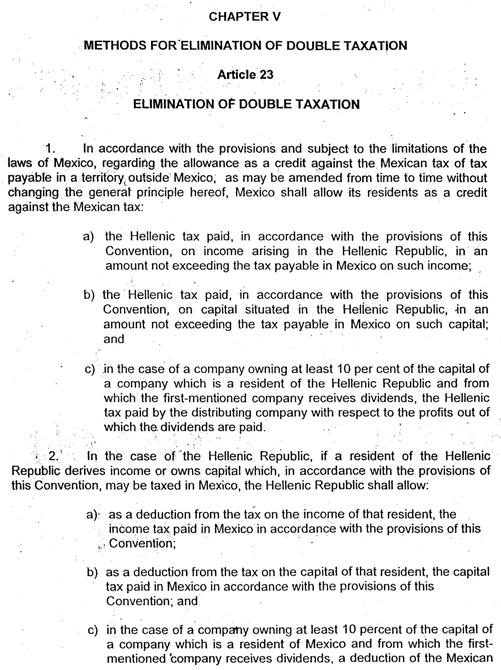 CHAPTER V
METHODS FOR ELIMINATION OF DOUBLE TAXATION
Article 23
ELIMINATION OF DOUBLE TAXATION
1. In accordance with the provisions and subject to the limitations of the
laws of Mexico, regarding the allowance as a credit against the Mexican tax of tax
payable in a territory outside Mexico, as may be amended from time to time without
changing the general principle hereof, Mexico shall allow its residents as a credit
against the Mexican tax:
a) the Hellenic tax paid, in accordance with the provisions of this
Convention, on income arising in the Hellenic Republic, in an
amount not exceeding the tax payable in Mexico on such income;
b) the Hellenic tax paid, in accordance with the provisions of this
Convention, on capital situated in the Hellenic Republic, in an
amount not exceeding the tax payable in Mexico on such capital;
and
c) in the case of a company owning at least 10 per cent of the capital of
a company which is a resident of the Hellenic Republic and from
which the first-mentioned company receives dividends, the Hellenic
tax paid by the distributing company with respect to the profits out of
which the dividends are paid.
2. In the case of the Hellenic Republic, if a resident of the Hellenic
Republic derives income or owns capital which, in accordance with the provisions of
this Convention, may be taxed in Mexico, the Hellenic Republic shall allow:
a) as a deduction from the tax on the income of that resident, the
income tax paid in Mexico in accordance with the provisions of this
Convention;
b) as a deduction from the tax on the capital of that resident, the capital
tax paid in Mexico in accordance with the provisions of this
Convention; and
c) in the case of a company owning at least 10 percent of the capital of
a company which is a resident of Mexico and from which the first-
mentioned company receives dividends, a deduction of the Mexican